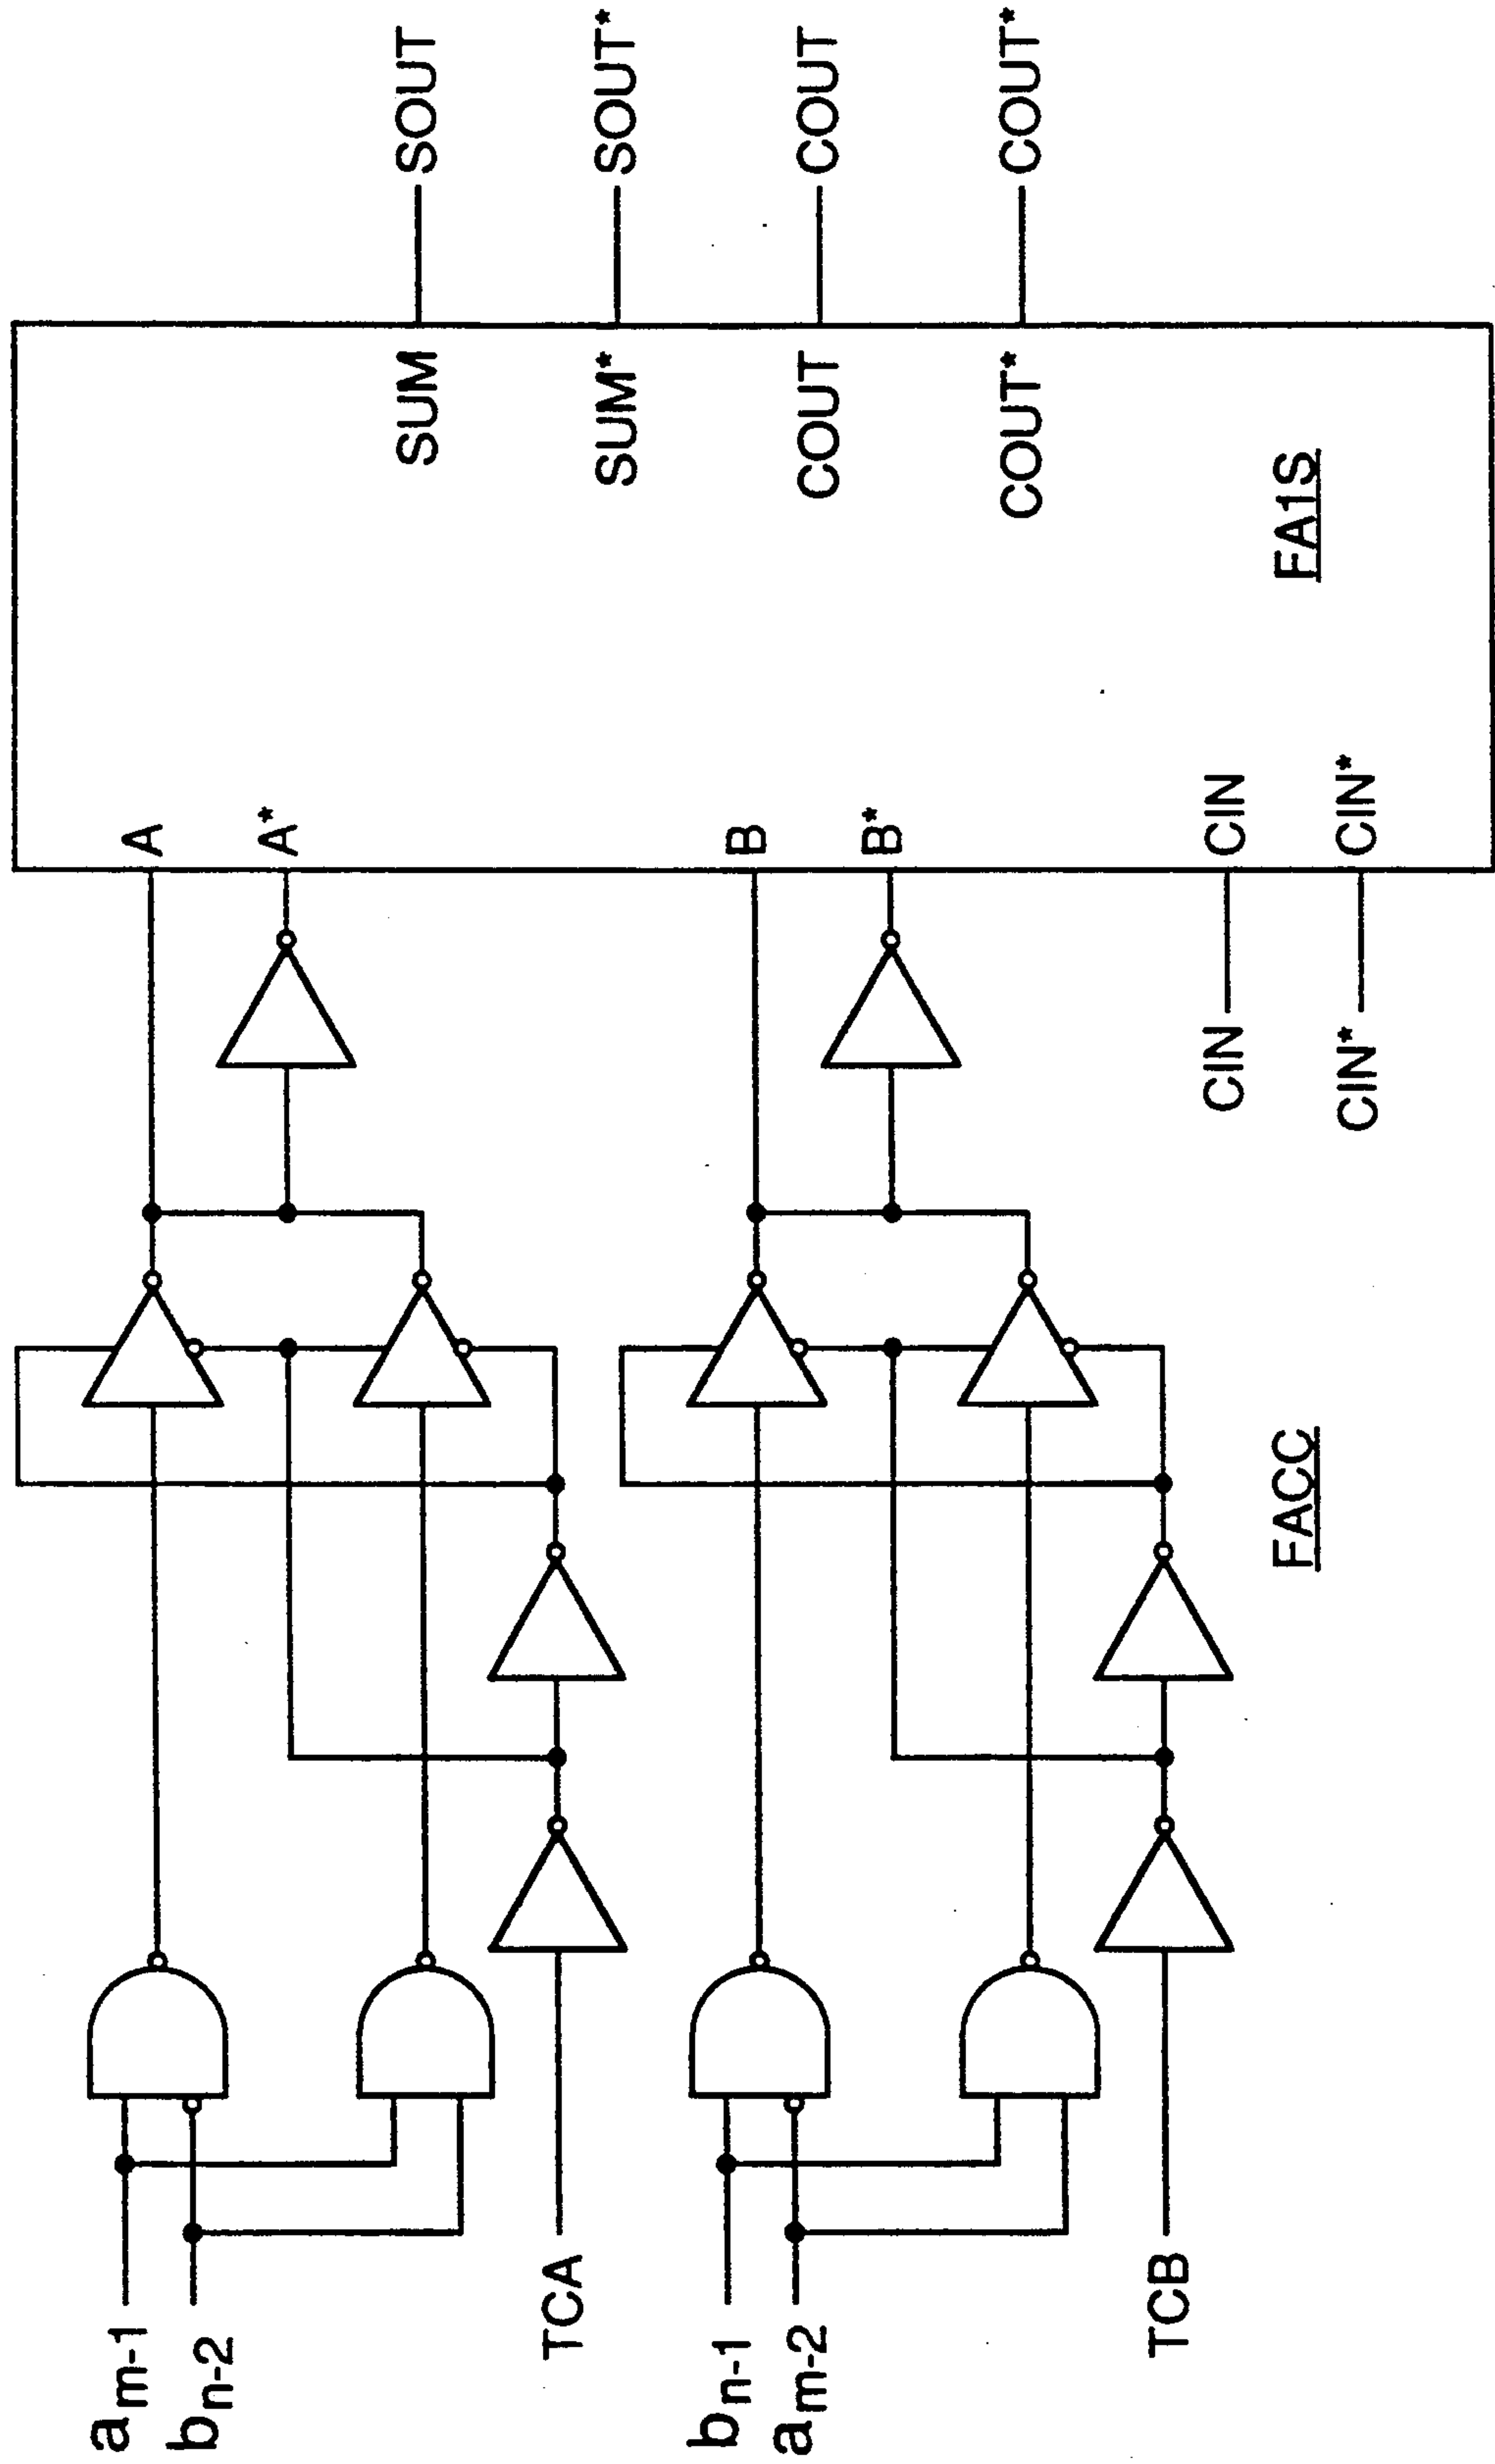 a m-1
b n-2
TCA
b n-1
a m-2
TCB
FACC
A
A*
B
B*
CIN
CIN*
CIN
CIN*
SUM
SUM*
COUT
COUT*
FA1S
SOUT
SOUT*
COUT
COUT*